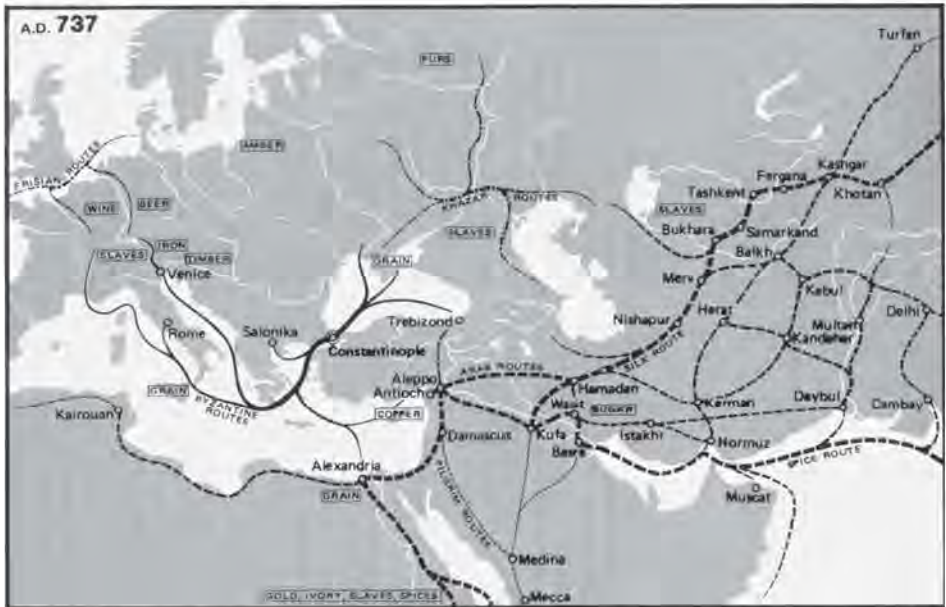 A.D. 737
Turfan
FURS
AMBER
FRISIAN ROUTES
Kashgar
Fergana
Tashkent
Khotan
KHAZAR ROUTES
SLAVES
WINE
BEER
SLAVES
Bukhara
Samarkand
Balkh
SLAVES
IRON
TIMBER
GRAIN
Venice
Merv
Kabul
Rome
Salonika
Trebizond
Nishapur
Herat
Multan
Delhi
Constantinople
Kandahar
SILK ROUTE
Aleppo
ARAB ROUTES
Antioch
Hamadan
GRAIN
BYZANTINE ROUTES
COPPER
Wasit
SUGAR
Kerman
Daybul
Cambay
Kairouan
Damascus
Kufa
Istakhr
Basra
Normuz
Alexandria
SPICE ROUTE
GRAIN
PILGRIM ROUTES
Muscat
Medina
GOLD, IVORY, SLAVES, SPICES
Mecca